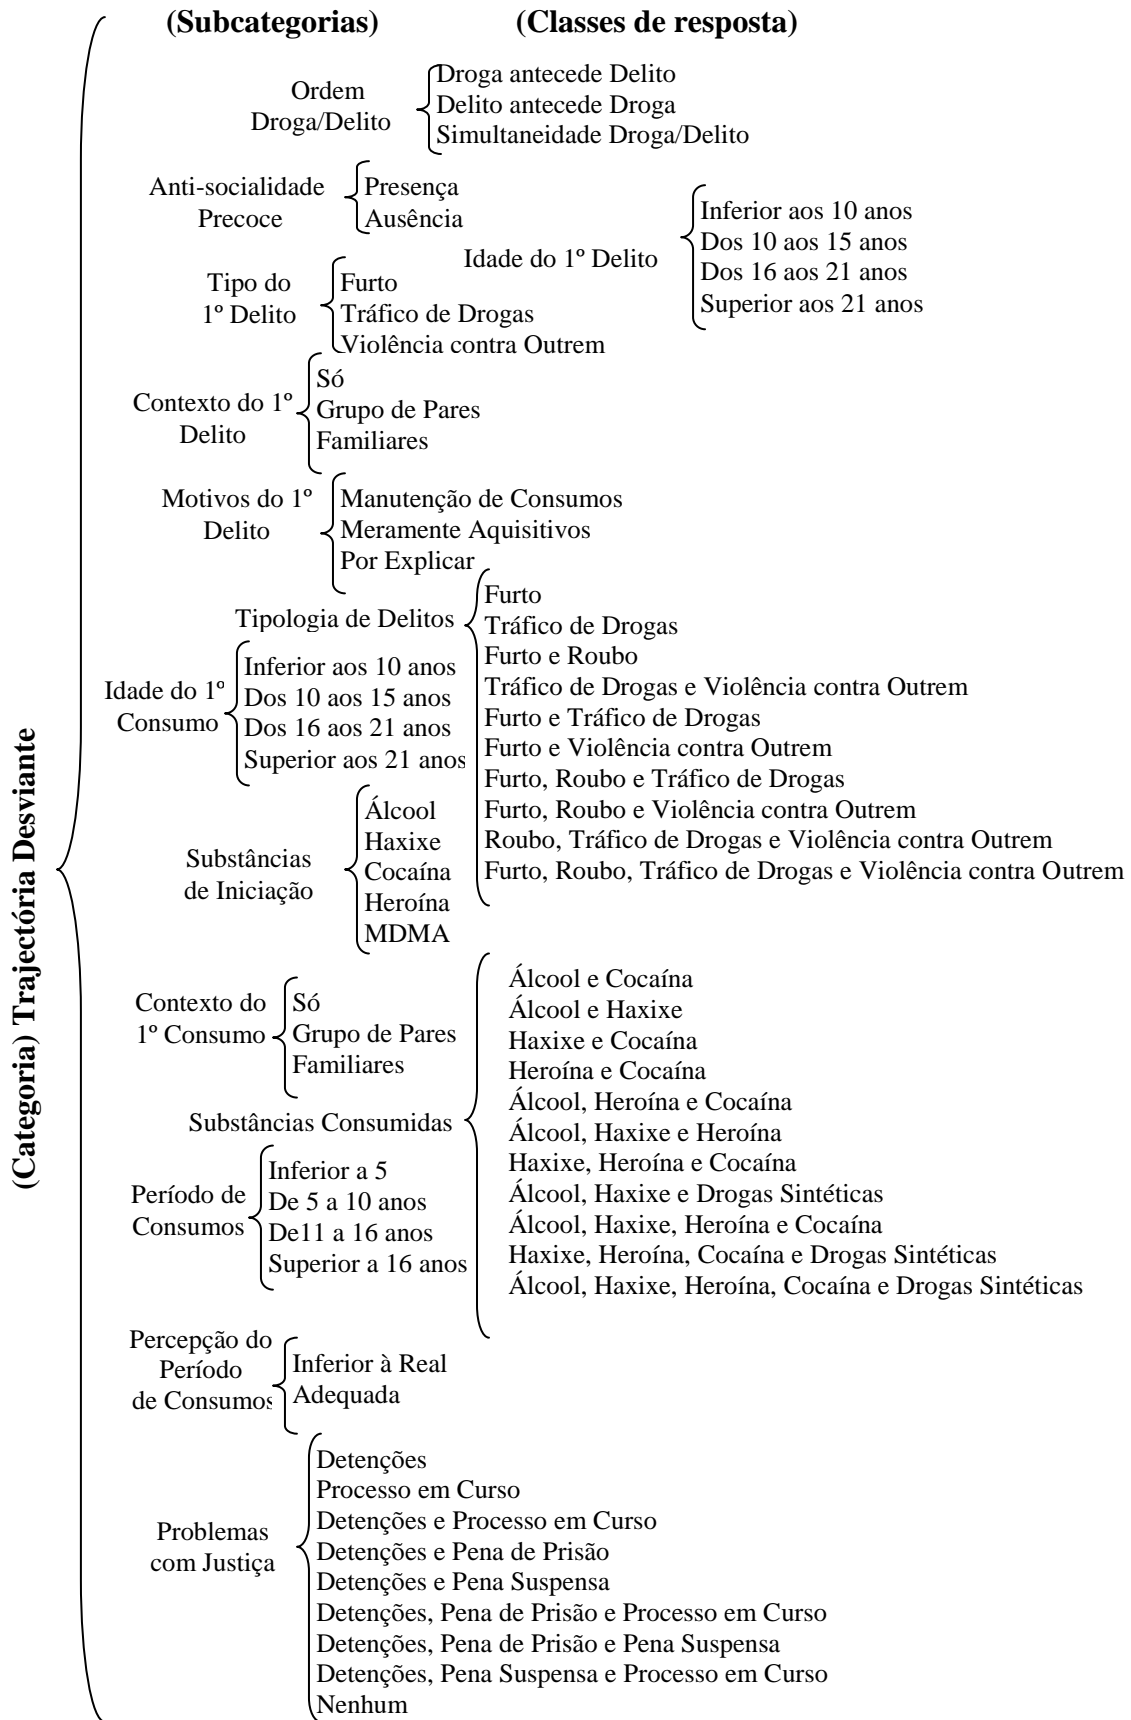 (Subcategorias) (Classes de resposta)
(Categoria) Trajectória Desviante
Ordem
Droga/Delito
Droga antecede Delito
Delito antecede Droga
Simultaneidade Droga/Delito
Anti-socialidade
Precoce
Presença
Ausência
Idade do 1º Delito
Inferior aos 10 anos
Dos 10 aos 15 anos
Dos 16 aos 21 anos
Superior aos 21 anos
Tipo do
1º Delito
Furto
Tráfico de Drogas
Violência contra Outrem
Contexto do 1º
Delito
Só
Grupo de Pares
Familiares
Motivos do 1º
Delito
Manutenção de Consumos
Meramente Aquisitivos
Por Explicar
Tipologia de Delitos
Furto
Tráfico de Drogas
Furto e Roubo
Tráfico de Drogas e Violência contra Outrem
Furto e Tráfico de Drogas
Furto e Violência contra Outrem
Furto, Roubo e Tráfico de Drogas
Furto, Roubo e Violência contra Outrem
Roubo, Tráfico de Drogas e Violência contra Outrem
Furto, Roubo, Tráfico de Drogas e Violência contra Outrem
Idade do 1º
Consumo
Inferior aos 10 anos
Dos 10 aos 15 anos
Dos 16 aos 21 anos
Superior aos 21 anos
Substâncias
de Iniciação
Álcool
Haxixe
Cocaína
Heroína
MDMA
Contexto do
1º Consumo
Só
Grupo de Pares
Familiares
Substâncias Consumidas
Álcool e Cocaína
Álcool e Haxixe
Haxixe e Cocaína
Heroína e Cocaína
Álcool, Heroína e Cocaína
Álcool, Haxixe e Heroína
Haxixe, Heroína e Cocaína
Álcool, Haxixe e Drogas Sintéticas
Álcool, Haxixe, Heroína e Cocaína
Haxixe, Heroína, Cocaína e Drogas Sintéticas
Álcool, Haxixe, Heroína, Cocaína e Drogas Sintéticas
Período de
Consumos
Inferior a 5
De 5 a 10 anos
De11 a 16 anos
Superior a 16 anos
Percepção do
Período
de Consumos
Inferior à Real
Adequada
Problemas
com Justiça
Detenções
Processo em Curso
Detenções e Processo em Curso
Detenções e Pena de Prisão
Detenções e Pena Suspensa
Detenções, Pena de Prisão e Processo em Curso
Detenções, Pena de Prisão e Pena Suspensa
Detenções, Pena Suspensa e Processo em Curso
Nenhum